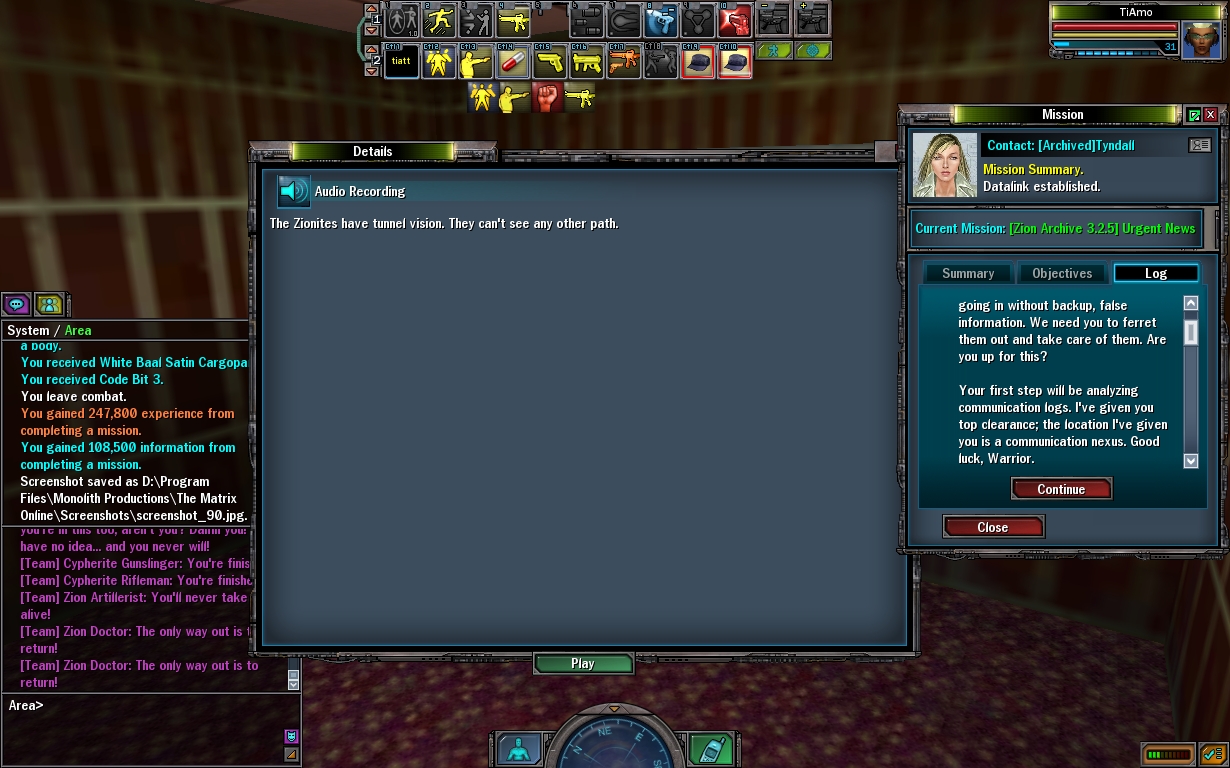 TiAmo
31
1
1.0
2
Ctrl1
tiatt
Details
Audio Recording
The Zionites have tunnel vision. They can't see any other path.
Play
Mission
Contact: [Archived]Tyndall
Mission Summary.
Datalink established.
Current Mission: [Zion Archive 3.2.5] Urgent News
Summary
Objectives
Log
going in without backup, false
information. We need you to ferret
them out and take care of them. Are
you up for this?
Your first step will be analyzing
communication logs. I've given you
top clearance; the location I've given
you is a communication nexus. Good
luck, Warrior.
Continue
Close
System / Area
a body.
You received White Baal Satin Cargopa
You received Code Bit 3.
You leave combat.
You gained 247,800 experience from
completing a mission.
You gained 108,500 information from
completing a mission.
Screenshot saved as D:\Program
Files\Monolith Productions\The Matrix
Online\Screenshots\screenshot_90.jpg.
you're in this too, aren't you? Damn you!
have no idea... and you never will!
[Team] Cypherite Gunslinger: You're finis
[Team] Cypherite Rifleman: You're finishe
[Team] Zion Artillerist: You'll never take
alive!
[Team] Zion Doctor: The only way out is t
return!
[Team] Zion Doctor: The only way out is to
return!
Area>
N
NE
E